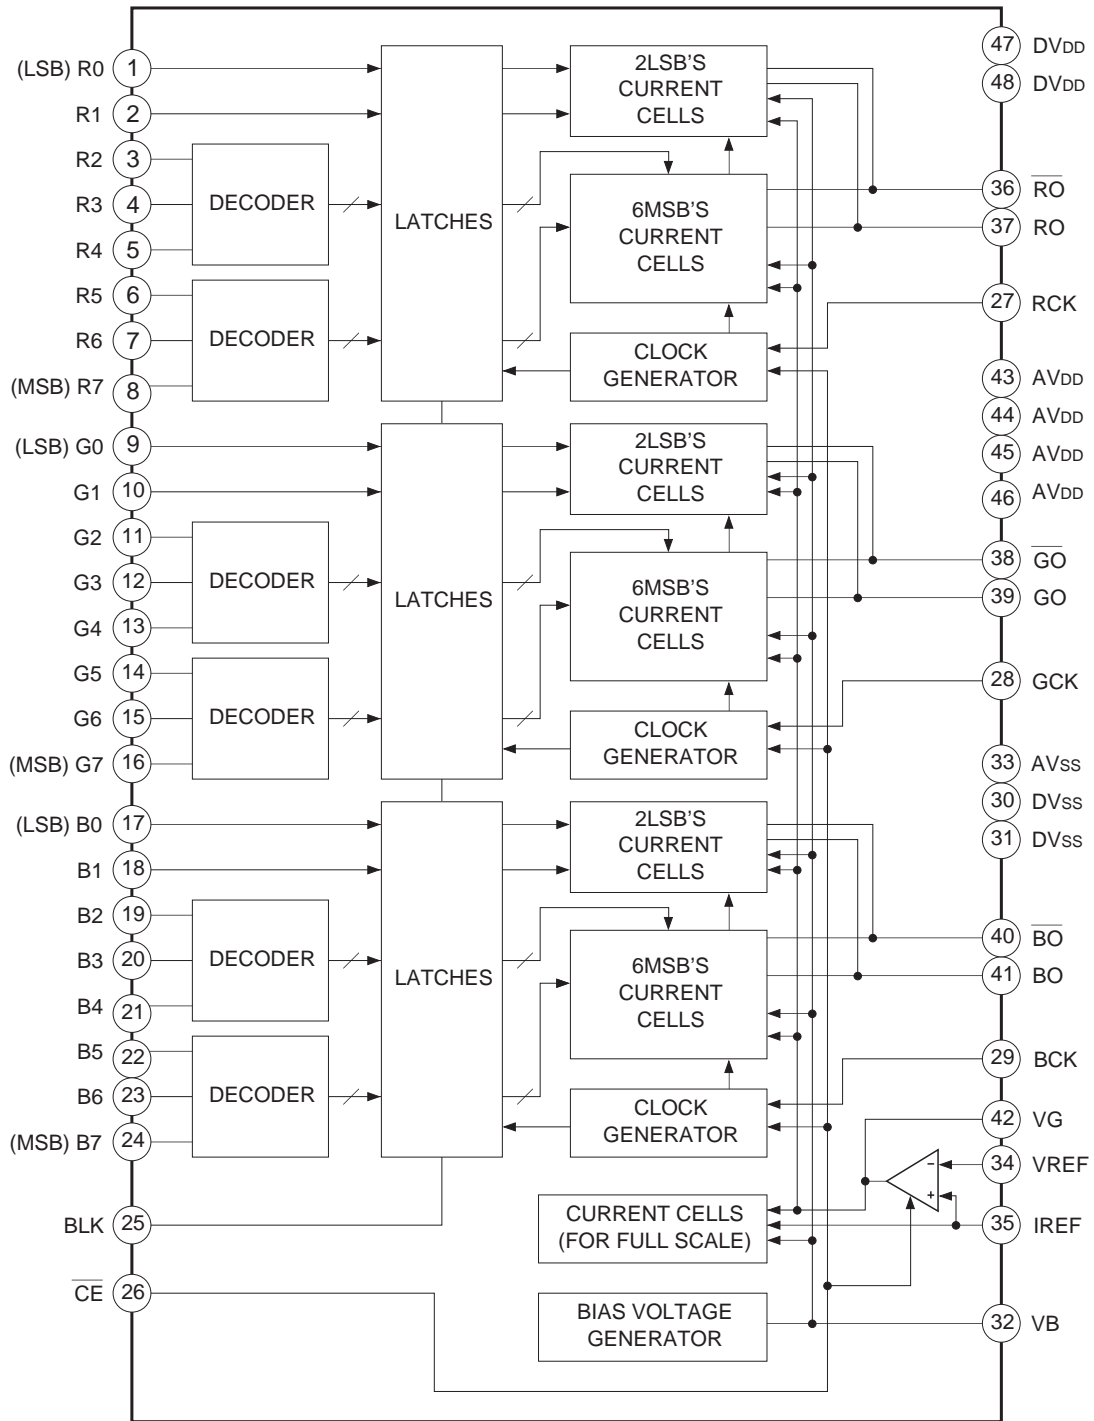 (LSB) R0 1
R1 2
R2 3
R3 4
R4 5
R5 6
R6 7
(MSB) R7 8
(LSB) G0 9
G1 10
G2 11
G3 12
G4 13
G5 14
G6 15
(MSB) G7 16
(LSB) B0 17
B1 18
B2 19
B3 20
B4 21
B5 22
B6 23
(MSB) B7 24
BLK 25
C̅E̅ 26
DECODER
DECODER
LATCHES
2LSB'S
CURRENT
CELLS
6MSB'S
CURRENT
CELLS
CLOCK
GENERATOR
DECODER
DECODER
LATCHES
2LSB'S
CURRENT
CELLS
6MSB'S
CURRENT
CELLS
CLOCK
GENERATOR
DECODER
DECODER
LATCHES
2LSB'S
CURRENT
CELLS
6MSB'S
CURRENT
CELLS
CLOCK
GENERATOR
CURRENT CELLS
(FOR FULL SCALE)
BIAS VOLTAGE
GENERATOR
-
+
47 DVDD
48 DVDD
36 R̅O̅
37 RO
27 RCK
43 AVDD
44 AVDD
45 AVDD
46 AVDD
38 G̅O̅
39 GO
28 GCK
33 AVSS
30 DVSS
31 DVSS
40 B̅O̅
41 BO
29 BCK
42 VG
34 VREF
35 IREF
32 VB